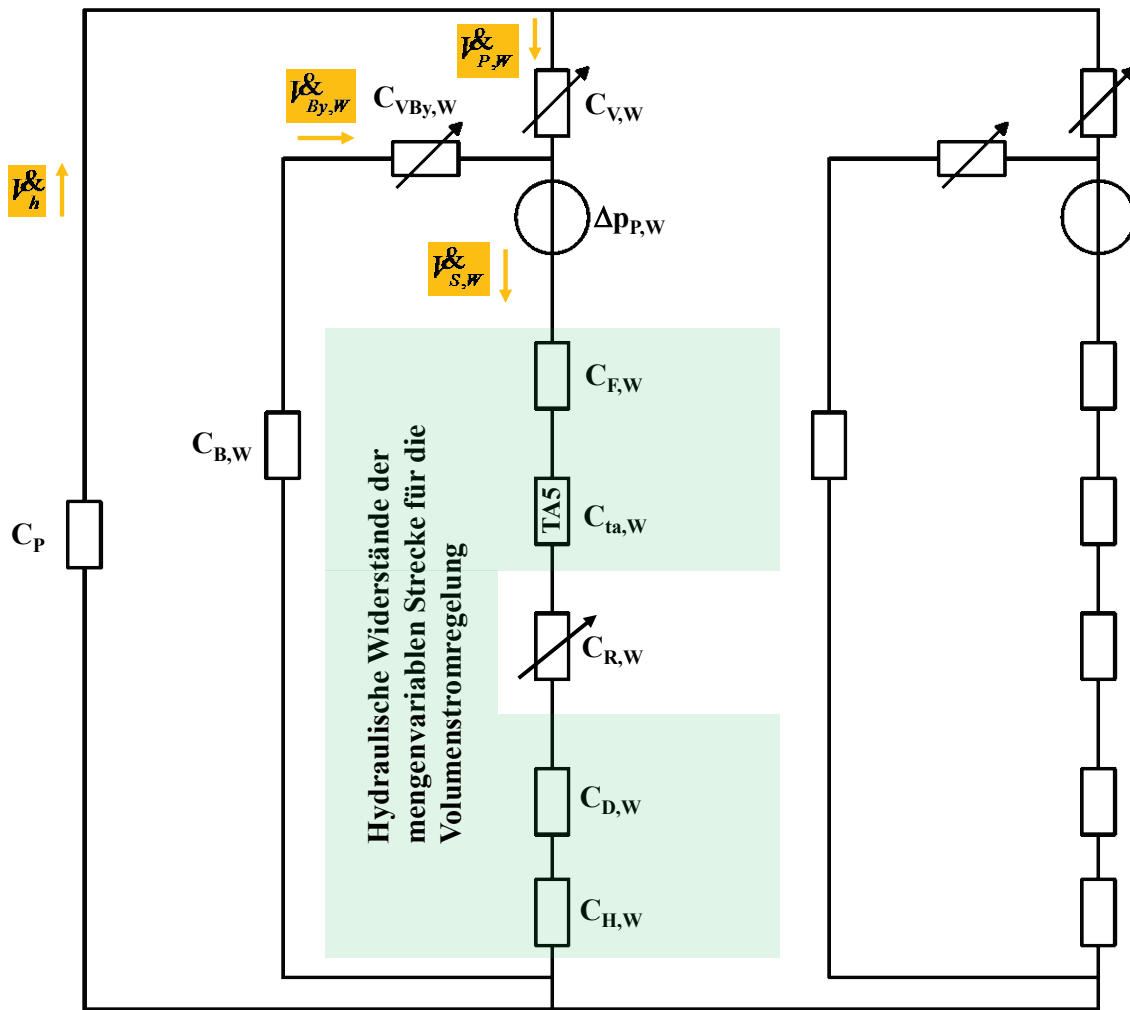 V&P,W
V&By,W
CVBy,W
CV,W
V&h
ΔpP,W
V&S,W
CF,W
CB,W
TA5
Cta,W
CP
CR,W
CD,W
CH,W
Hydraulische Widerstände der
mengenvariablen Strecke für die
Volumenstromregelung